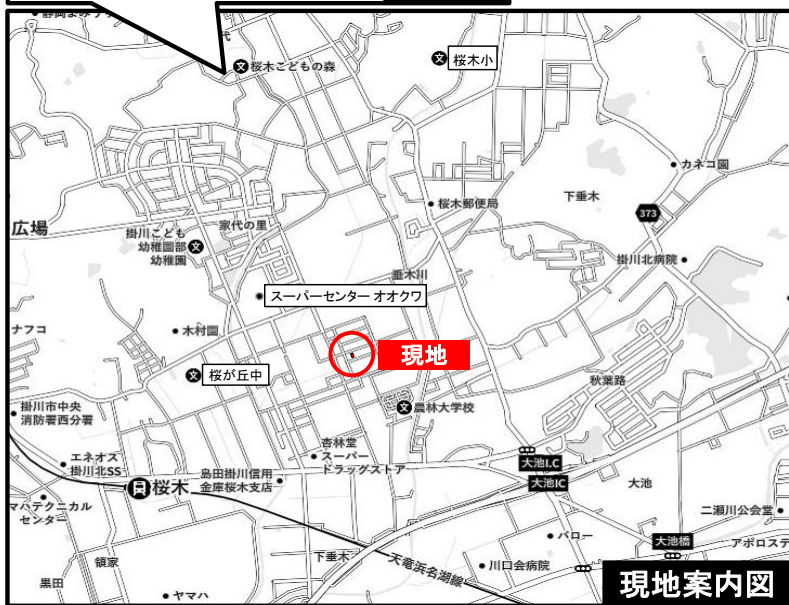 代
文 桜木こどもの森
文 桜木小
カネコ園
下垂木
桜木郵便局
373
広場
掛川こども
幼稚園部
幼稚園
文
家代の里
掛川北病院
垂木川
スーパーセンター オオクワ
ナフコ
木村園
現地
文 桜が丘中
秋葉路
掛川市中央
消防署西分署
文 農林大学校
杏林堂
スーパー
ドラッグストア
エネオス
掛川北SS
島田掛川信用
金庫桜木支店
大池I.C
大池IC
大池
桜木
マハテクニカル
センター
二瀬川公会堂
バロー
大池橋
アポロステ
領家
下垂木
天竜浜名湖線
川口会病院
黒田
ヤマハ
現地案内図